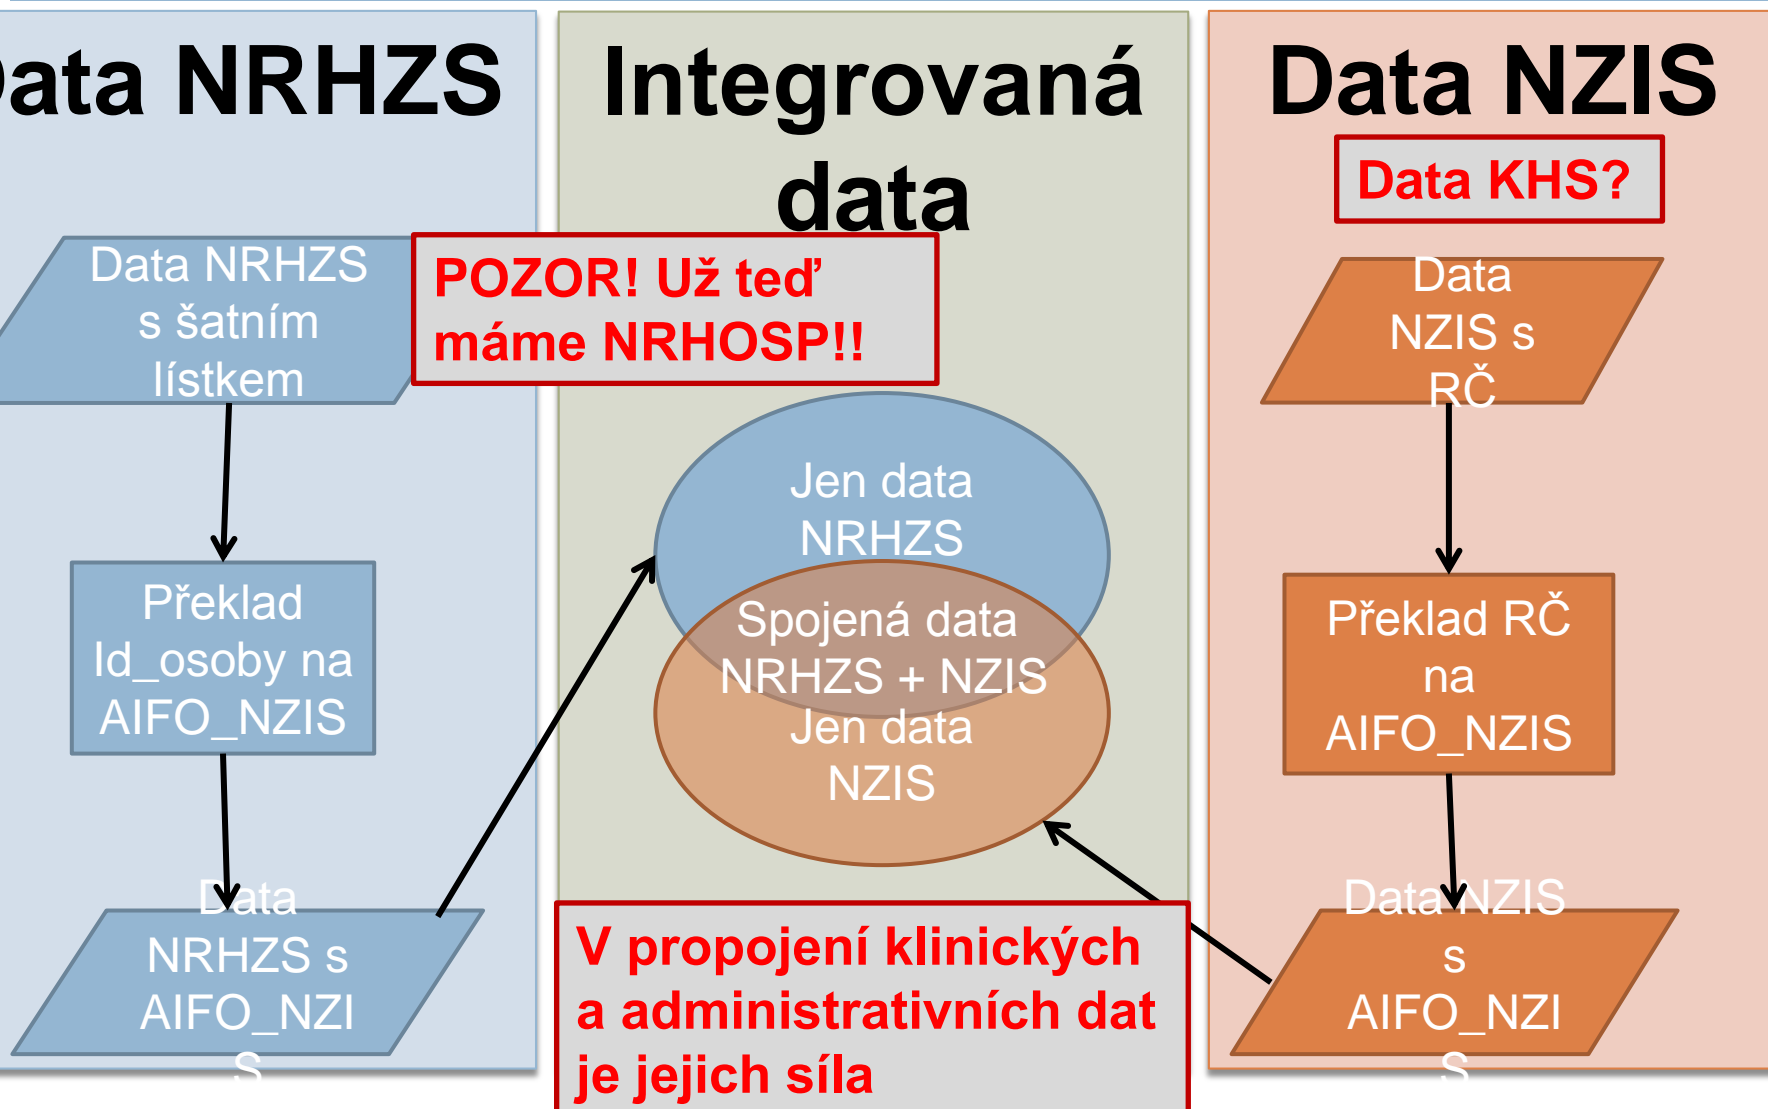 ata NRHZS
Data NRHZS
s šatním
lístkem
Překlad
Id_osoby na
AIFO_NZIS
Data
NRHZS s
AIFO_NZI
S
Integrovaná
data
POZOR! Už teď
máme NRHOSP!!
Jen data
NRHZS
Spojená data
NRHZS + NZIS
Jen data
NZIS
V propojení klinických
a administrativních dat
je jejich síla
Data NZIS
Data KHS?
Data
NZIS s
RČ
Překlad RČ
na
AIFO_NZIS
Data NZIS
s
AIFO_NZI
S